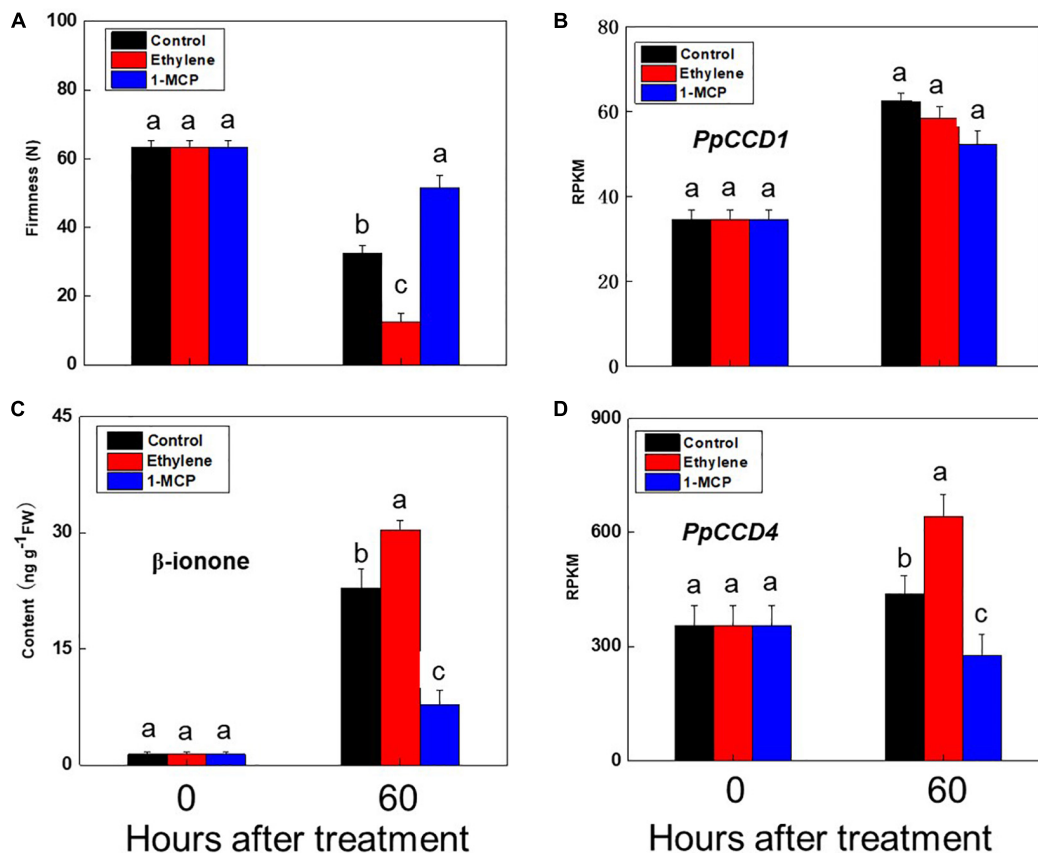 A
100
80
60
40
20
0
Firmness (N)
Control
Ethylene
1-MCP
a a a
b
c
a
B
80
60
40
20
0
RPKM
Control
Ethylene
1-MCP
PpCCD1
a a a
a
a
a
C
45
30
15
0
Content (ng g-1FW)
Control
Ethylene
1-MCP
β-ionone
a a a
b
a
c
0 60
Hours after treatment
D
900
600
300
0
RPKM
Control
Ethylene
1-MCP
PpCCD4
a a a
b
a
c
0 60
Hours after treatment